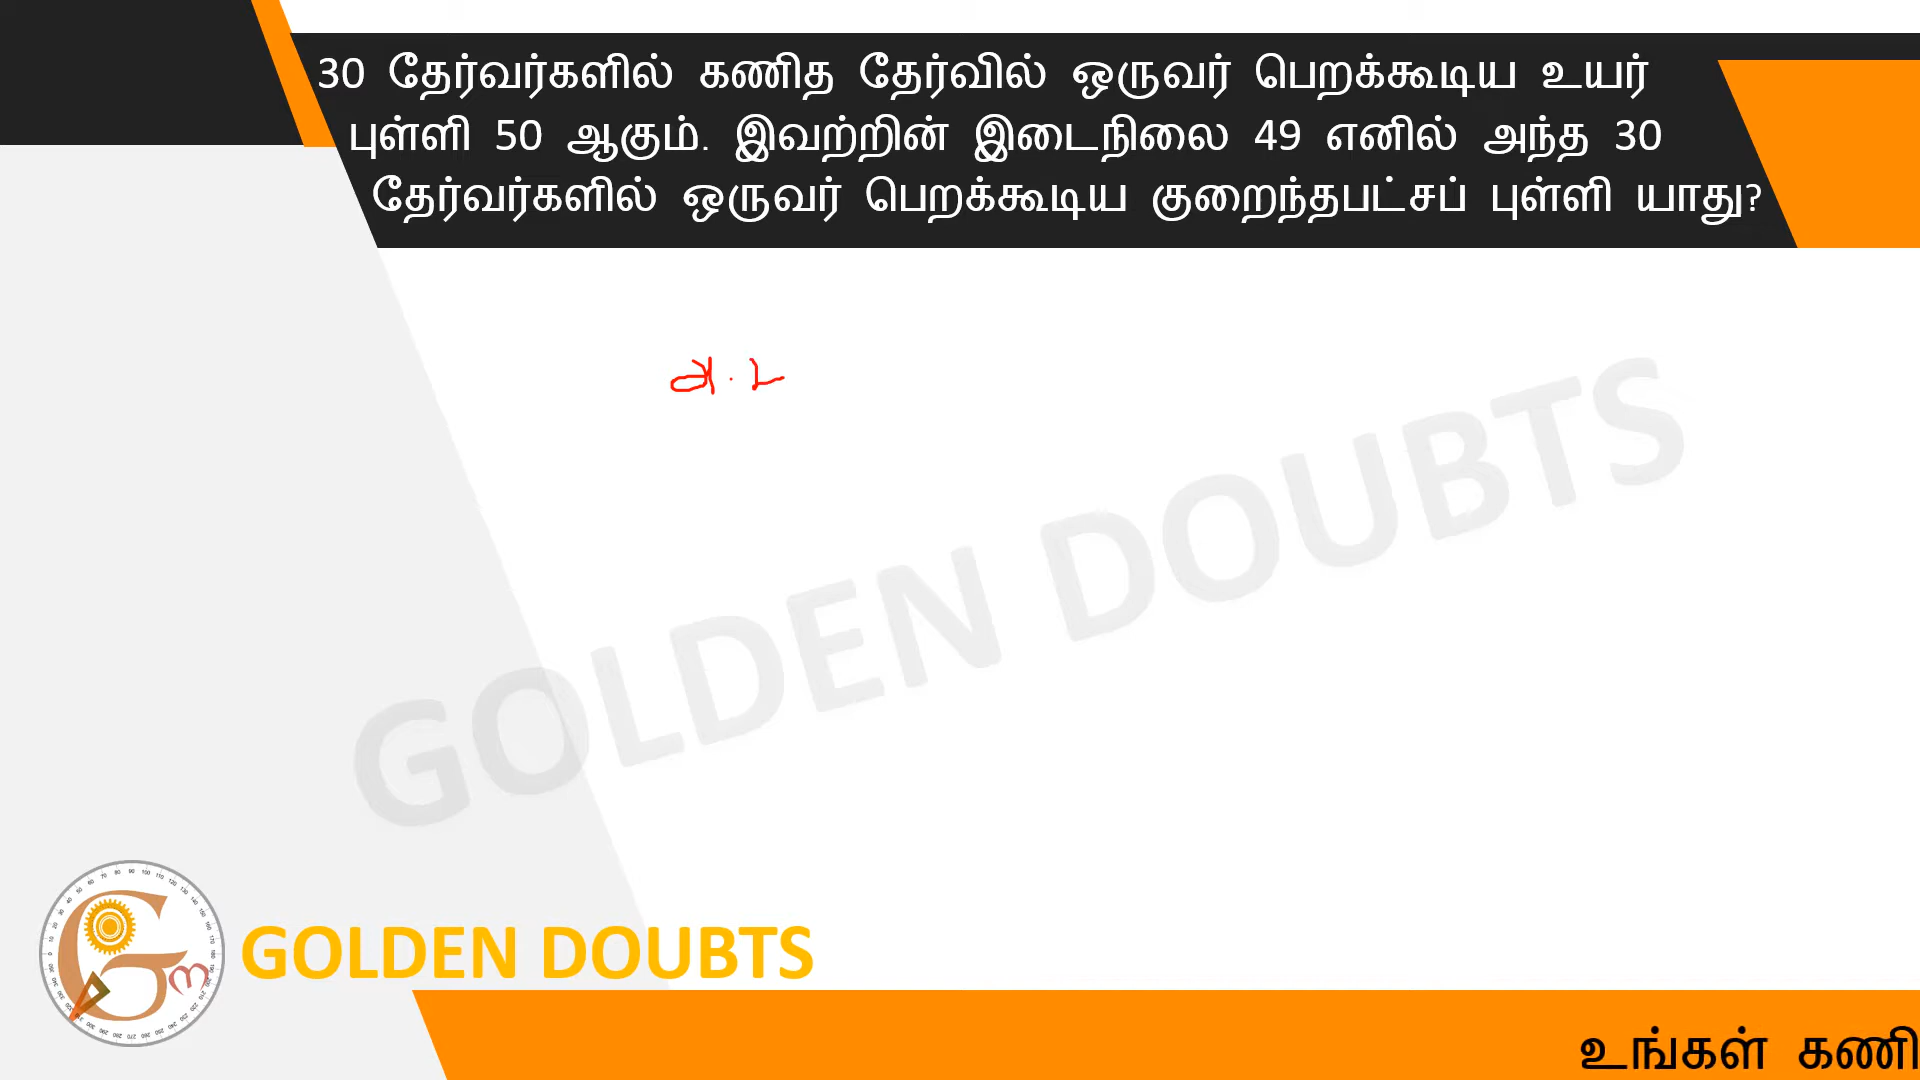 30 தேர்வர்களில் கணித தேர்வில் ஒருவர் பெறக்கூடிய உயர்
புள்ளி 50 ஆகும். இவற்றின் இடைநிலை 49 எனில் அந்த 30
தேர்வர்களில் ஒருவர் பெறக்கூடிய குறைந்தபட்சப் புள்ளி யாது?
அ.ட
GOLDEN DOUBTS
GOLDEN DOUBTS
உங்கள் கணி